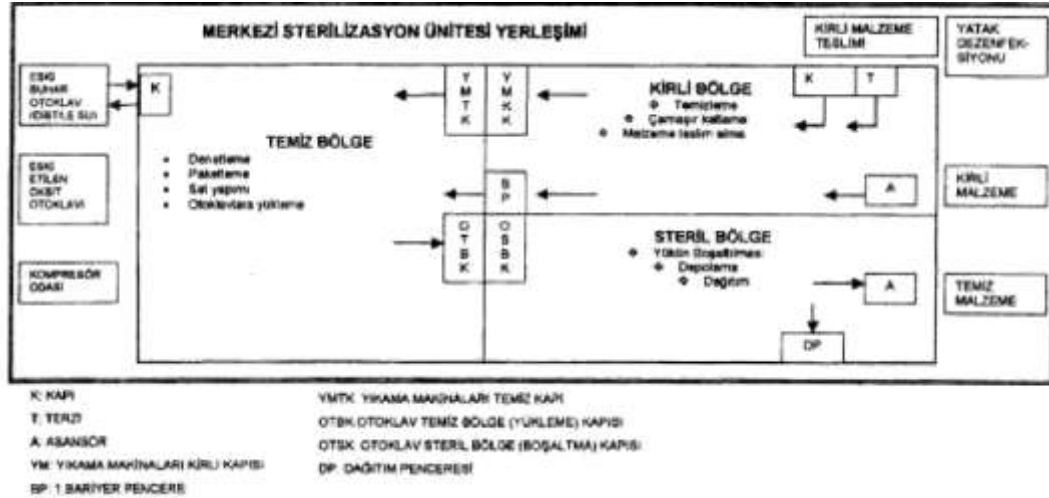 MERKEZİ STERİLİZASYON ÜNİTESİ YERLEŞİMİ
KİRLİ MALZEME
TESLİMİ
YATAK
DEZENFEK-
SİYONU
BUHAR
OTOKLAV
K
Y
M
T
K
Y
M
K
K
KİRLİ BÖLGE
Temizleme
Çamaşır katlama
Malzeme teslim alma
K
T
TEMİZ BÖLGE
Denetleme
Paketleme
Set yapımı
Otoklavlara yükleme
ETİLEN
OKSİT
OTOKLAVI
B
P
A
KİRLİ
MALZEME
O
T
B
K
O
S
B
K
STERİL BÖLGE
Yükün Boşaltılması
Depolama
Dağıtım
KOMPRESÖR
ODASI
A
TEMİZ
MALZEME
DP
K: KAPI
T: TERZİ
A: ASANSÖR
YM: YIKAMA MAKİNALARI KİRLİ KAPISI
BP: 1 BARİYER PENCERE
YMTK: YIKAMA MAKİNALARI TEMİZ KAPI
OTBK: OTOKLAV TEMİZ BÖLGE (YÜKLEME) KAPISI
OTSK: OTOKLAV STERİL BÖLGE (BOŞALTMA) KAPISI
DP: DAĞITIM PENCERESİ